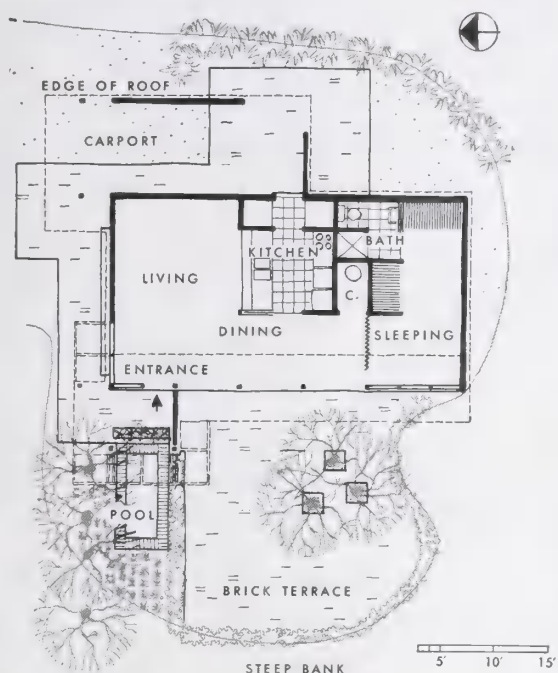 EDGE OF ROOF
CARPORT
KITCHEN
BATH
LIVING
C.
DINING
SLEEPING
ENTRANCE
POOL
BRICK TERRACE
5' 10' 15'
STEEP BANK